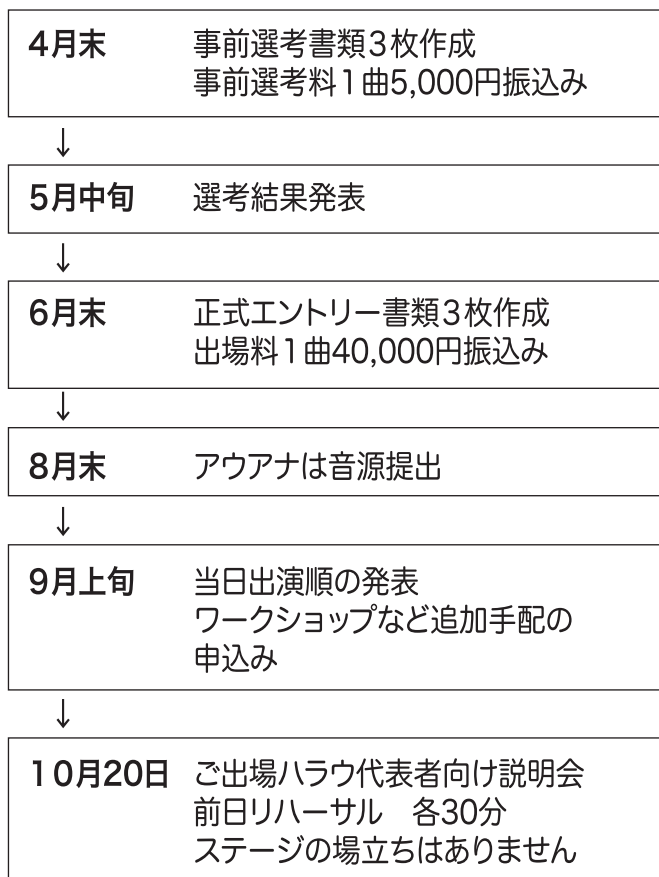 4月末 事前選考書類3枚作成
事前選考料1曲5,000円振込み
↓
5月中旬 選考結果発表
↓
6月末 正式エントリー書類3枚作成
出場料1曲40,000円振込み
↓
8月末 アウアナは音源提出
↓
9月上旬 当日出演順の発表
ワークショップなど追加手配の
申込み
↓
10月20日 ご出場ハラウ代表者向け説明会
前日リハーサル 各30分
ステージの場立ちはありません